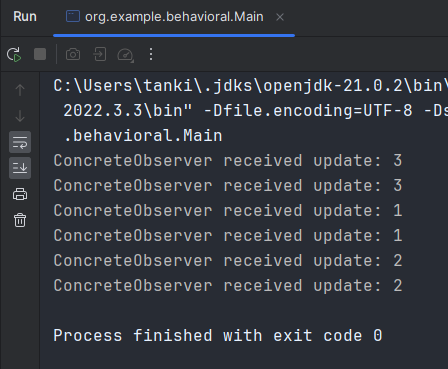 Run org.example.behavioral.Main
C:\Users\tanki\.jdks\openjdk-21.0.2\bin\
2022.3.3\bin" -Dfile.encoding=UTF-8 -Ds
.behavioral.Main
ConcreteObserver received update: 3
ConcreteObserver received update: 3
ConcreteObserver received update: 1
ConcreteObserver received update: 1
ConcreteObserver received update: 2
ConcreteObserver received update: 2
Process finished with exit code 0